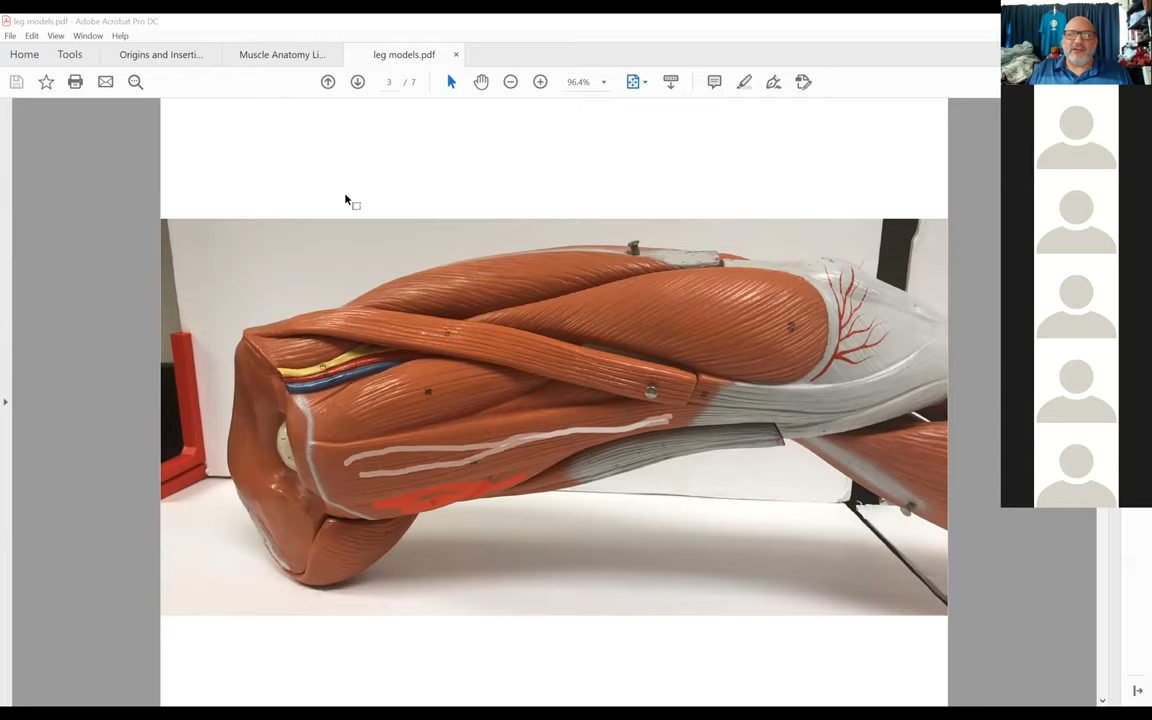 leg models.pdf - Adobe Acrobat Pro DC
File Edit View Window Help
Home Tools Origins and Inserti... Muscle Anatomy Li... leg models.pdf ×
3 / 7 96.4%